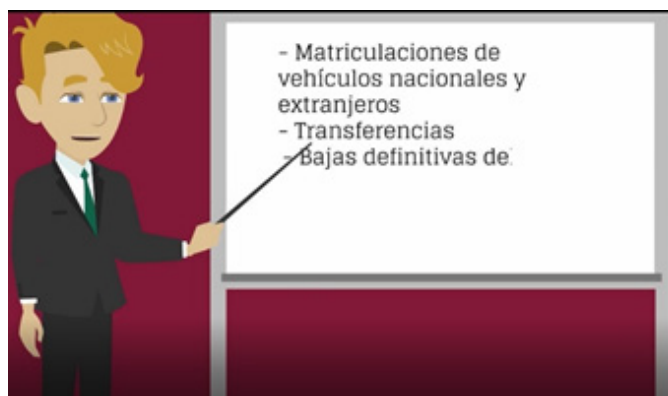 - Matriculaciones de
vehículos nacionales y
extranjeros
- Transferencias
- Bajas definitivas de